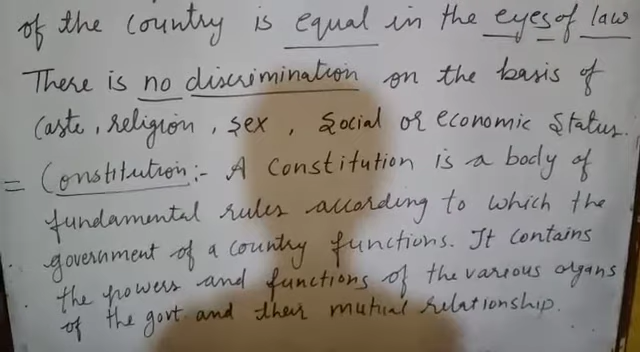 of the country is equal in the eyes of law
There is no discrimination on the basis of
Caste, religion, sex, Social or economic Status.
= Constitution:- A Constitution is a body of
fundamental rules according to which the
government of a country functions. It contains
the powers and functions of the various organs
of the govt. and their mutual relationship.